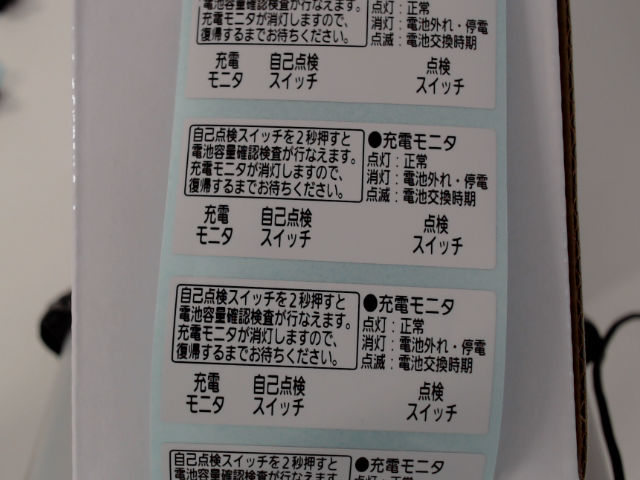 電池容量確認検査が行なえます。
充電モニタが消灯しますので、
復帰するまでお待ちください。
点灯：正常
消灯：電池外れ・停電
点滅：電池交換時期
充電
モニタ
自己点検
スイッチ
点検
スイッチ
自己点検スイッチを2秒押すと
電池容量確認検査が行なえます。
充電モニタが消灯しますので、
復帰するまでお待ちください。
●充電モニタ
点灯：正常
消灯：電池外れ・停電
点滅：電池交換時期
充電
モニタ
自己点検
スイッチ
点検
スイッチ
自己点検スイッチを2秒押すと
電池容量確認検査が行なえます。
充電モニタが消灯しますので、
復帰するまでお待ちください。
●充電モニタ
点灯：正常
消灯：電池外れ・停電
点滅：電池交換時期
充電
モニタ
自己点検
スイッチ
点検
スイッチ
自己点検スイッチを2秒押すと
電池容量確認検査が行なえます。
●充電モニタ
点灯：正常